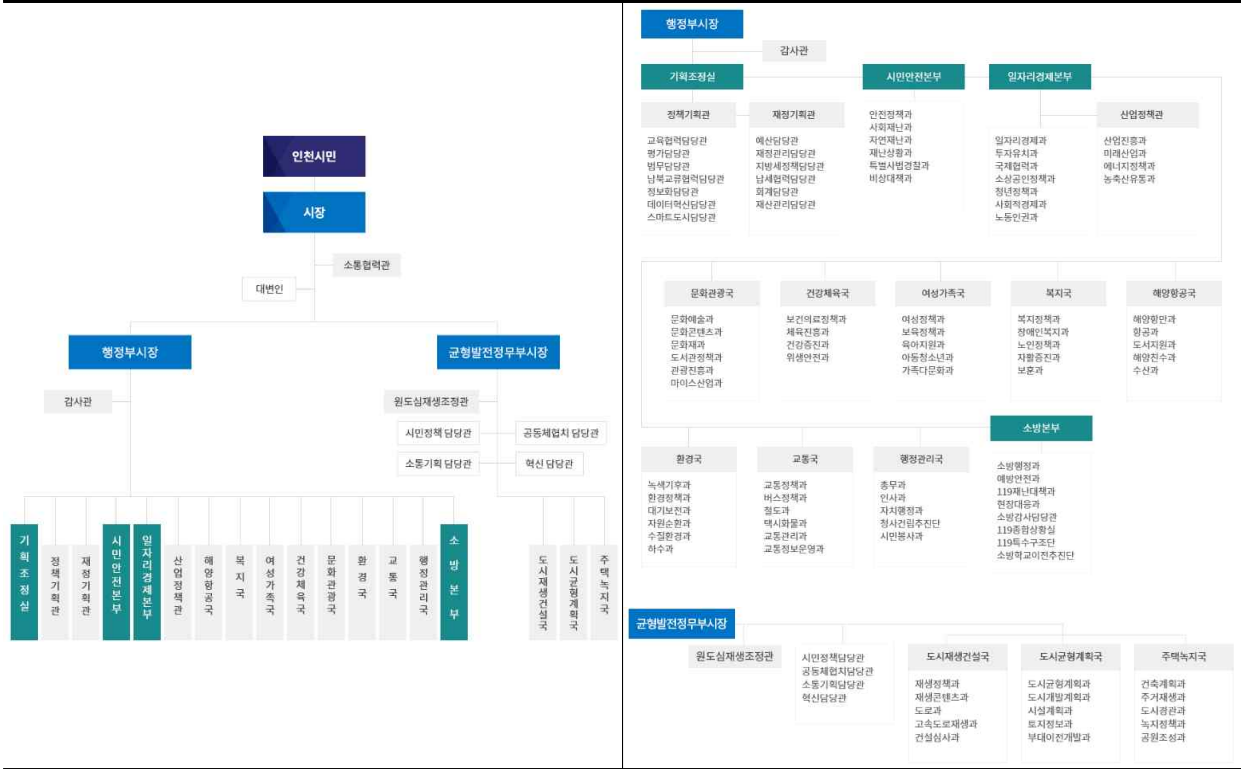 인천시민
시장
소통협력관
대변인
행정부시장
균형발전정무부시장
감사관
원도심재생조정관
시민정책 담당관
공동체협치 담당관
소통기획 담당관
혁신 담당관
기획조정실
정책기획관
재정기획관
시민안전본부
일자리경제본부
산업정책관
해양항공국
복지국
여성가족국
건강체육국
문화관광국
환경국
교통국
행정관리국
소방본부
도시재생건설국
도시균형계획국
주택녹지국
행정부시장
감사관
기획조정실
시민안전본부
일자리경제본부
정책기획관
교육협력담당관
평가담당관
법무담당관
남북교류협력담당관
정보화담당관
데이터혁신담당관
스마트도시담당관
재정기획관
예산담당관
재정관리담당관
지방세정책담당관
납세협력담당관
회계담당관
재산관리담당관
안전정책과
사회재난과
자연재난과
재난상황과
특별사법경찰과
비상대책과
일자리경제과
투자유치과
국제협력과
소상공인정책과
청년정책과
사회적경제과
노동인권과
산업정책관
산업진흥과
미래산업과
에너지정책과
농축산유통과
문화관광국
문화예술과
문화콘텐츠과
문화재과
도서관정책과
관광진흥과
마이스산업과
건강체육국
보건의료정책과
체육진흥과
건강증진과
위생안전과
여성가족국
여성정책과
보육정책과
육아지원과
아동청소년과
가족다문화과
복지국
복지정책과
장애인복지과
노인정책과
자활증진과
보훈과
해양항공국
해양항만과
항공과
도서지원과
해양친수과
수산과
환경국
녹색기후과
환경정책과
대기보전과
자원순환과
수질환경과
하수과
교통국
교통정책과
버스정책과
철도과
택시화물과
교통관리과
교통정보운영과
행정관리국
총무과
인사과
자치행정과
청사건립추진단
시민봉사과
소방본부
소방행정과
예방안전과
119재난대책과
현장대응과
소방감사담당관
119종합상황실
119특수구조단
소방학교이전추진단
균형발전정무부시장
원도심재생조정관
시민정책담당관
공동체협치담당관
소통기획담당관
혁신담당관
도시재생건설국
재생정책과
재생콘텐츠과
도로과
고속도로재생과
건설심사과
도시균형계획국
도시균형계획과
도시개발계획과
시설계획과
토지정보과
부대이전개발과
주택녹지국
건축계획과
주거재생과
도시경관과
녹지정책과
공원조성과